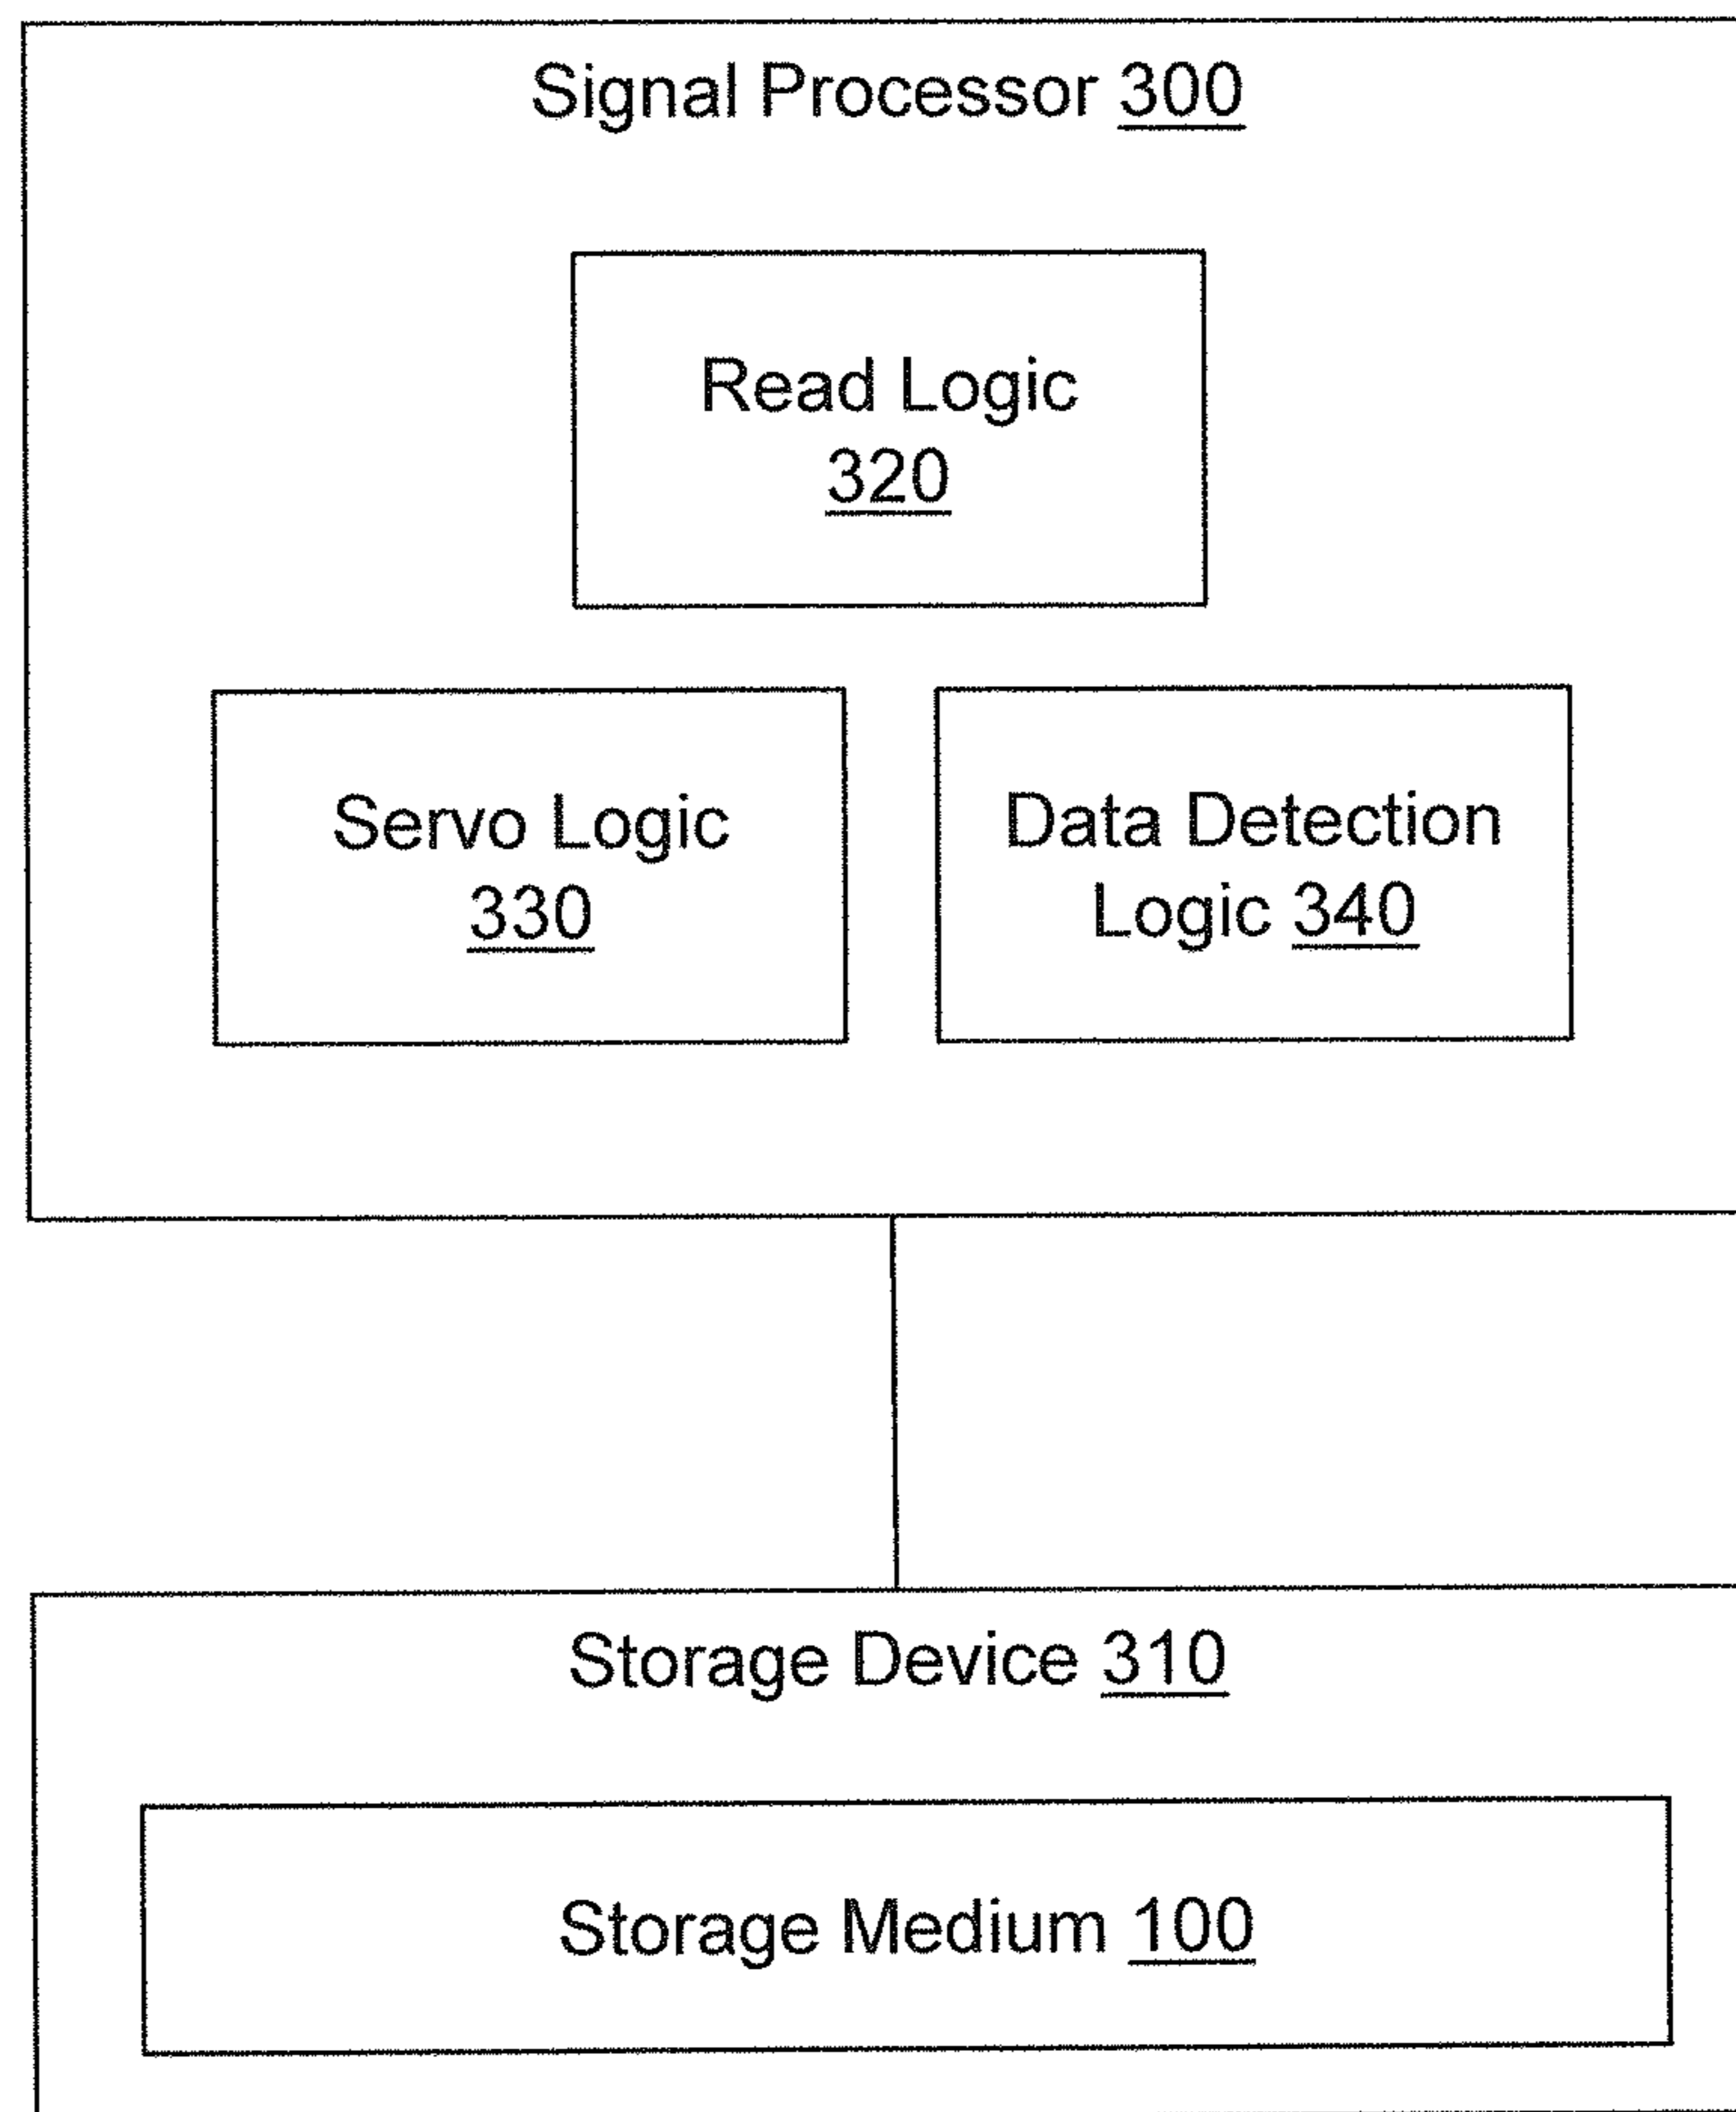 Signal Processor 300
Read Logic
320
Servo Logic
330
Data Detection
Logic 340
Storage Device 310
Storage Medium 100